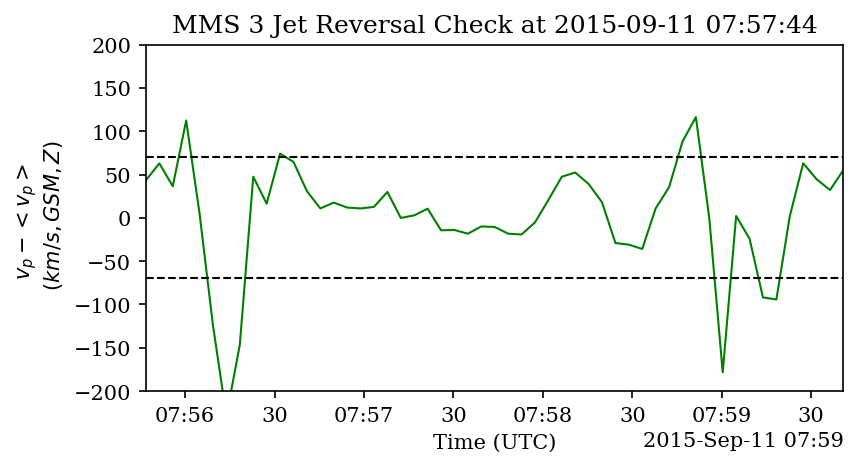 MMS 3 Jet Reversal Check at 2015-09-11 07:57:44
200
150
100
50
0
−50
−100
−150
−200
v_p − < v_p >
(km/s, GSM, Z)
07:56 30 07:57 30 07:58 30 07:59 30
Time (UTC)
2015-Sep-11 07:59